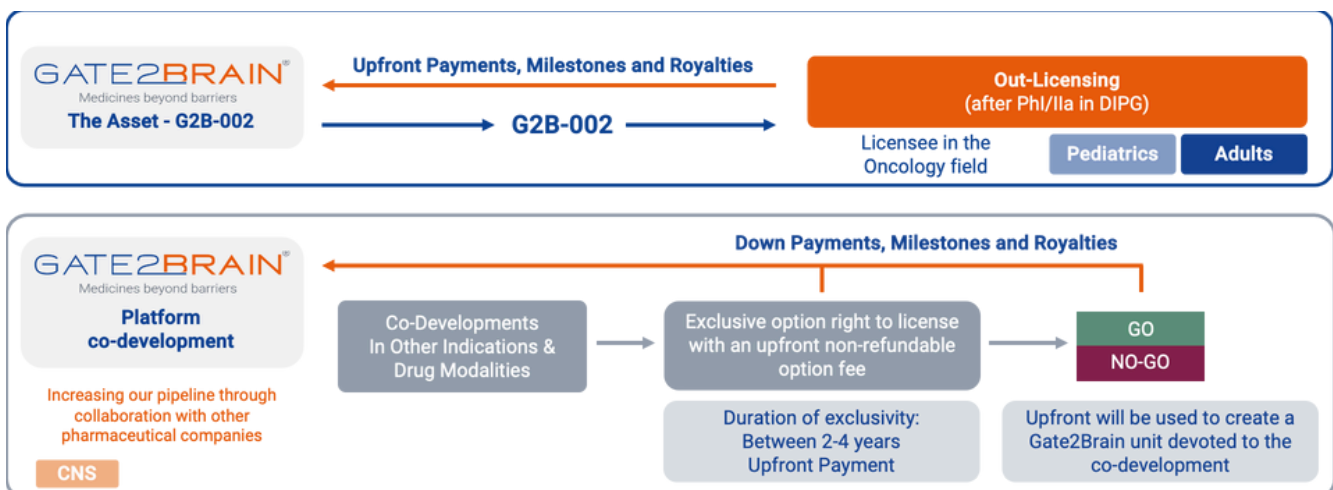 GATE2BRAIN®
Medicines beyond barriers
The Asset - G2B-002
Upfront Payments, Milestones and Royalties
G2B-002
Out-Licensing
(after PhI/IIa in DIPG)
Licensee in the
Oncology field
Pediatrics
Adults
GATE2BRAIN®
Medicines beyond barriers
Platform
co-development
Increasing our pipeline through
collaboration with other
pharmaceutical companies
CNS
Down Payments, Milestones and Royalties
Co-Developments
In Other Indications &
Drug Modalities
Exclusive option right to license
with an upfront non-refundable
option fee
GO
NO-GO
Duration of exclusivity:
Between 2-4 years
Upfront Payment
Upfront will be used to create a
Gate2Brain unit devoted to the
co-development